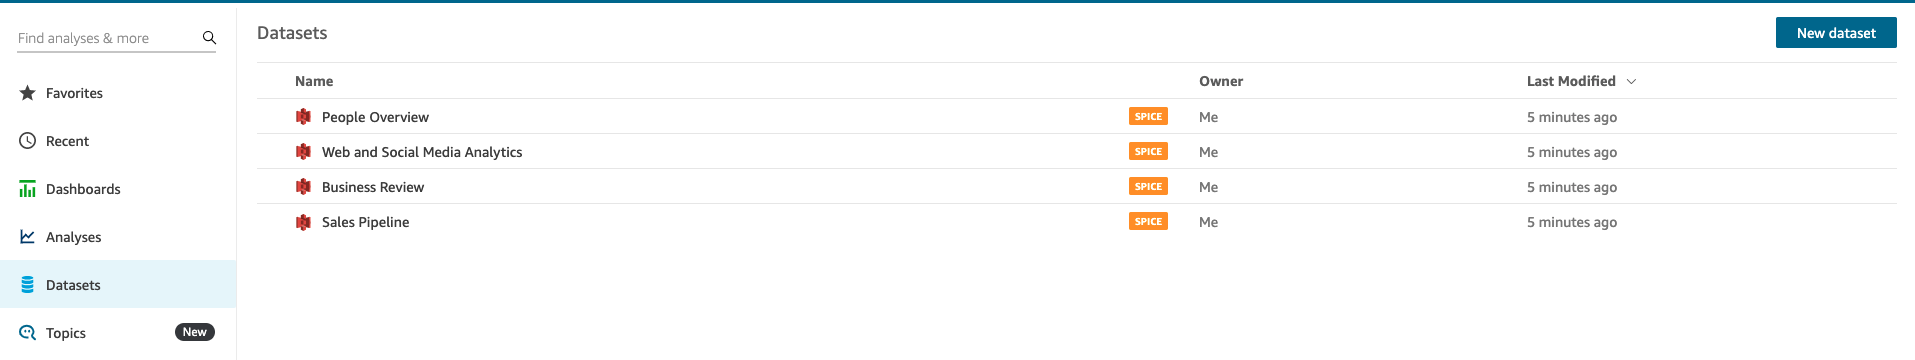 Find analyses & more
Favorites
Recent
Dashboards
Analyses
Datasets
Topics New
Datasets
New dataset
Name Owner Last Modified
People Overview SPICE Me 5 minutes ago
Web and Social Media Analytics SPICE Me 5 minutes ago
Business Review SPICE Me 5 minutes ago
Sales Pipeline SPICE Me 5 minutes ago